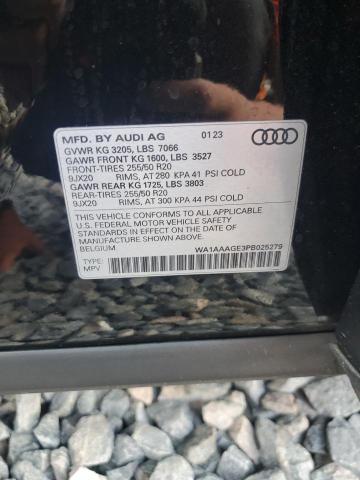 MFD. BY AUDI AG 01 23
GVWR KG 3205, LBS 7066
GAWR FRONT KG 1600, LBS 3527
FRONT-TIRES 255/50 R20
9JX20 RIMS, AT 280 KPA 41 PSI COLD
GAWR REAR KG 1725, LBS 3803
REAR-TIRES 255/50 R20
9JX20 RIMS, AT 300 KPA 44 PSI COLD
THIS VEHICLE CONFORMS TO ALL APPLICABLE
U.S. FEDERAL MOTOR VEHICLE SAFETY
STANDARDS IN EFFECT ON THE DATE OF
MANUFACTURE SHOWN ABOVE.
BELGIUM WA1AAAGE3PB025279
TYPE:
MPV